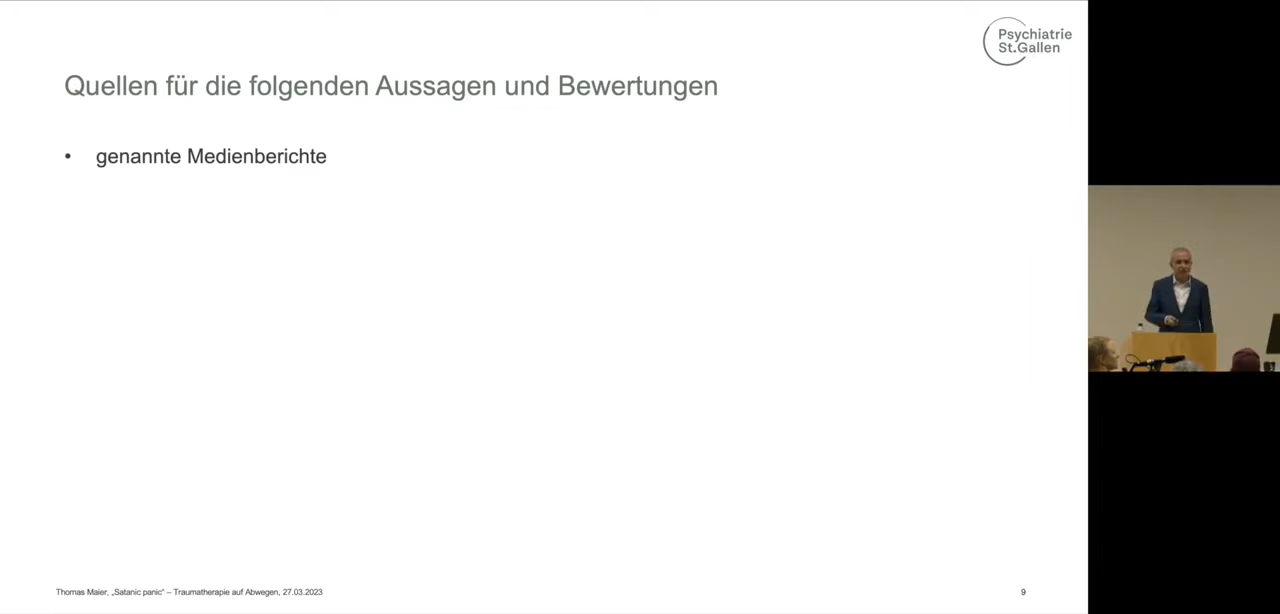 Psychiatrie
St.Gallen
Quellen für die folgenden Aussagen und Bewertungen
• genannte Medienberichte
Thomas Maier, „Satanic panic“ – Traumatherapie auf Abwegen, 27.03.2023
9